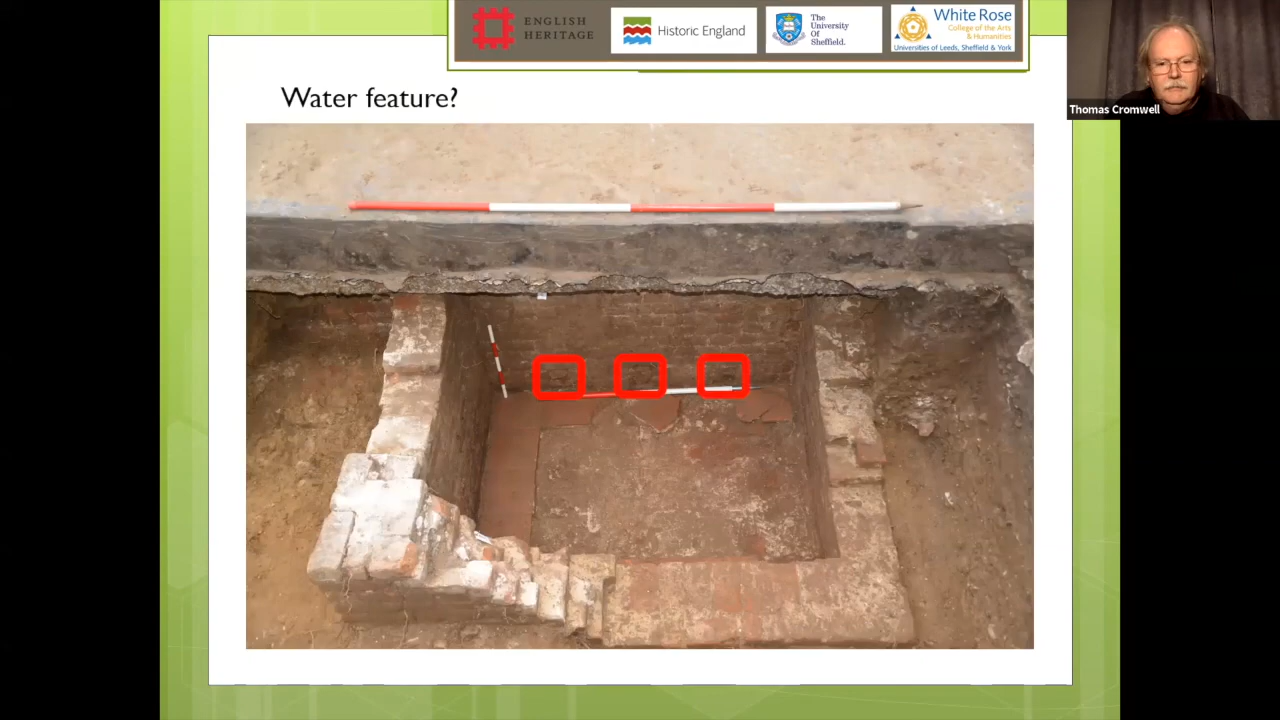 ENGLISH
HERITAGE
Historic England
The
University
Of
Sheffield.
White Rose
College of the Arts
& Humanities
Universities of Leeds, Sheffield & York
Water feature?
Thomas Cromwell